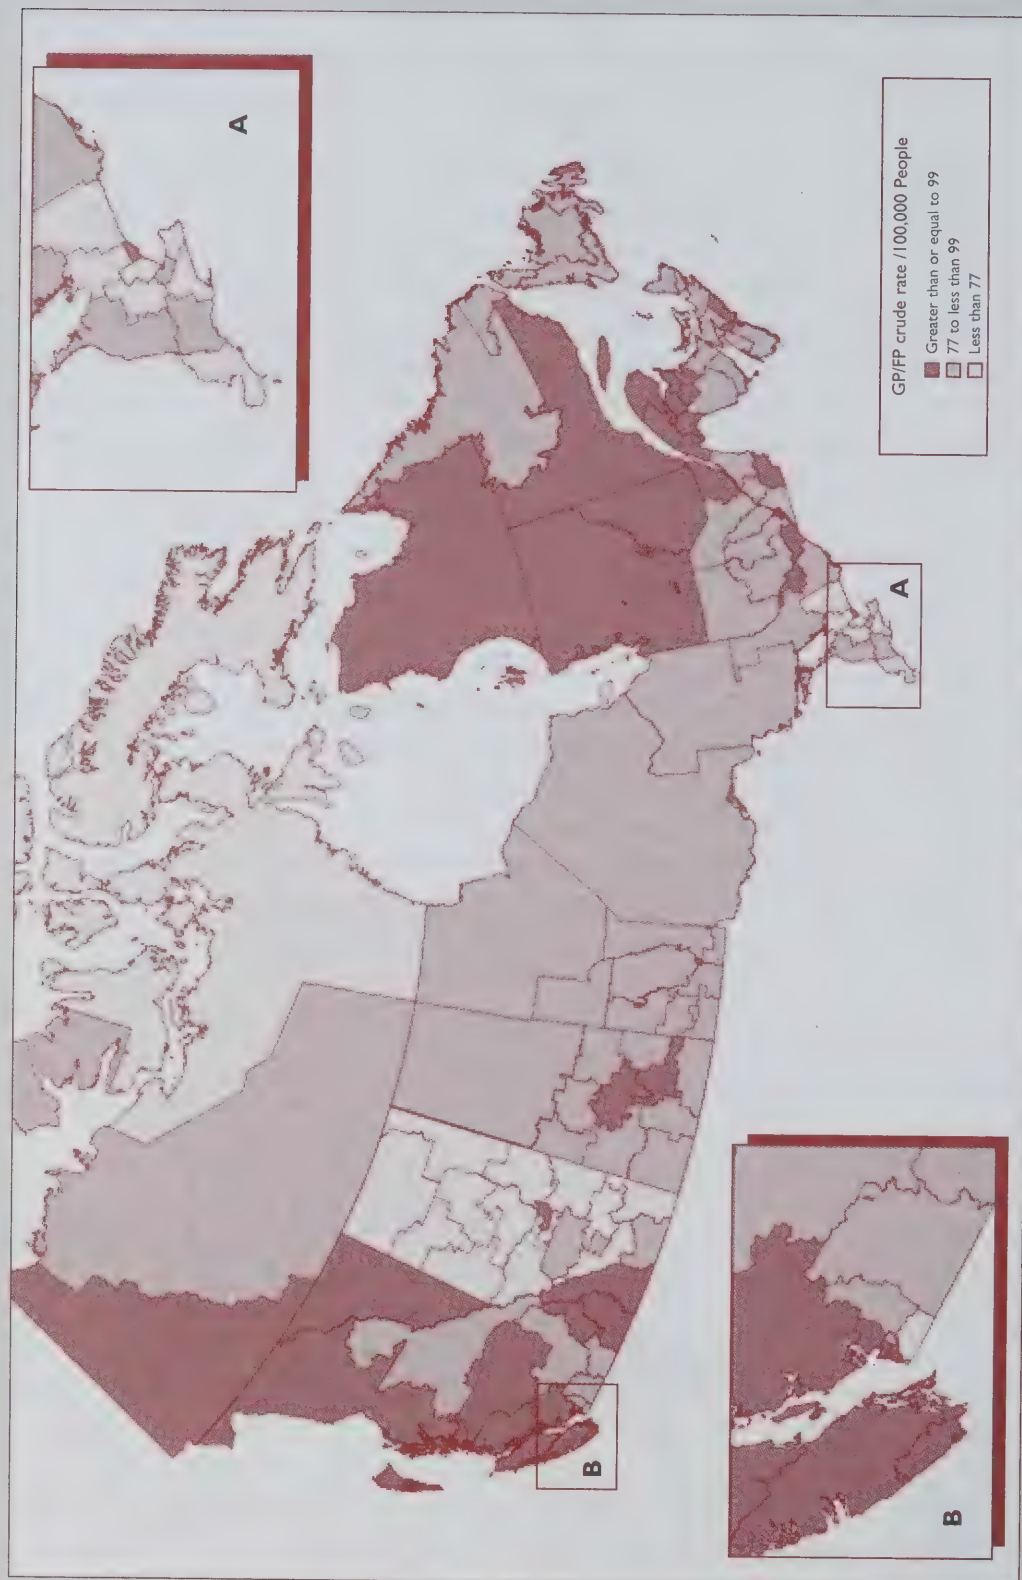 A
GP/FP crude rate /100,000 People
Greater than or equal to 99
77 to less than 99
Less than 77
A
B
B